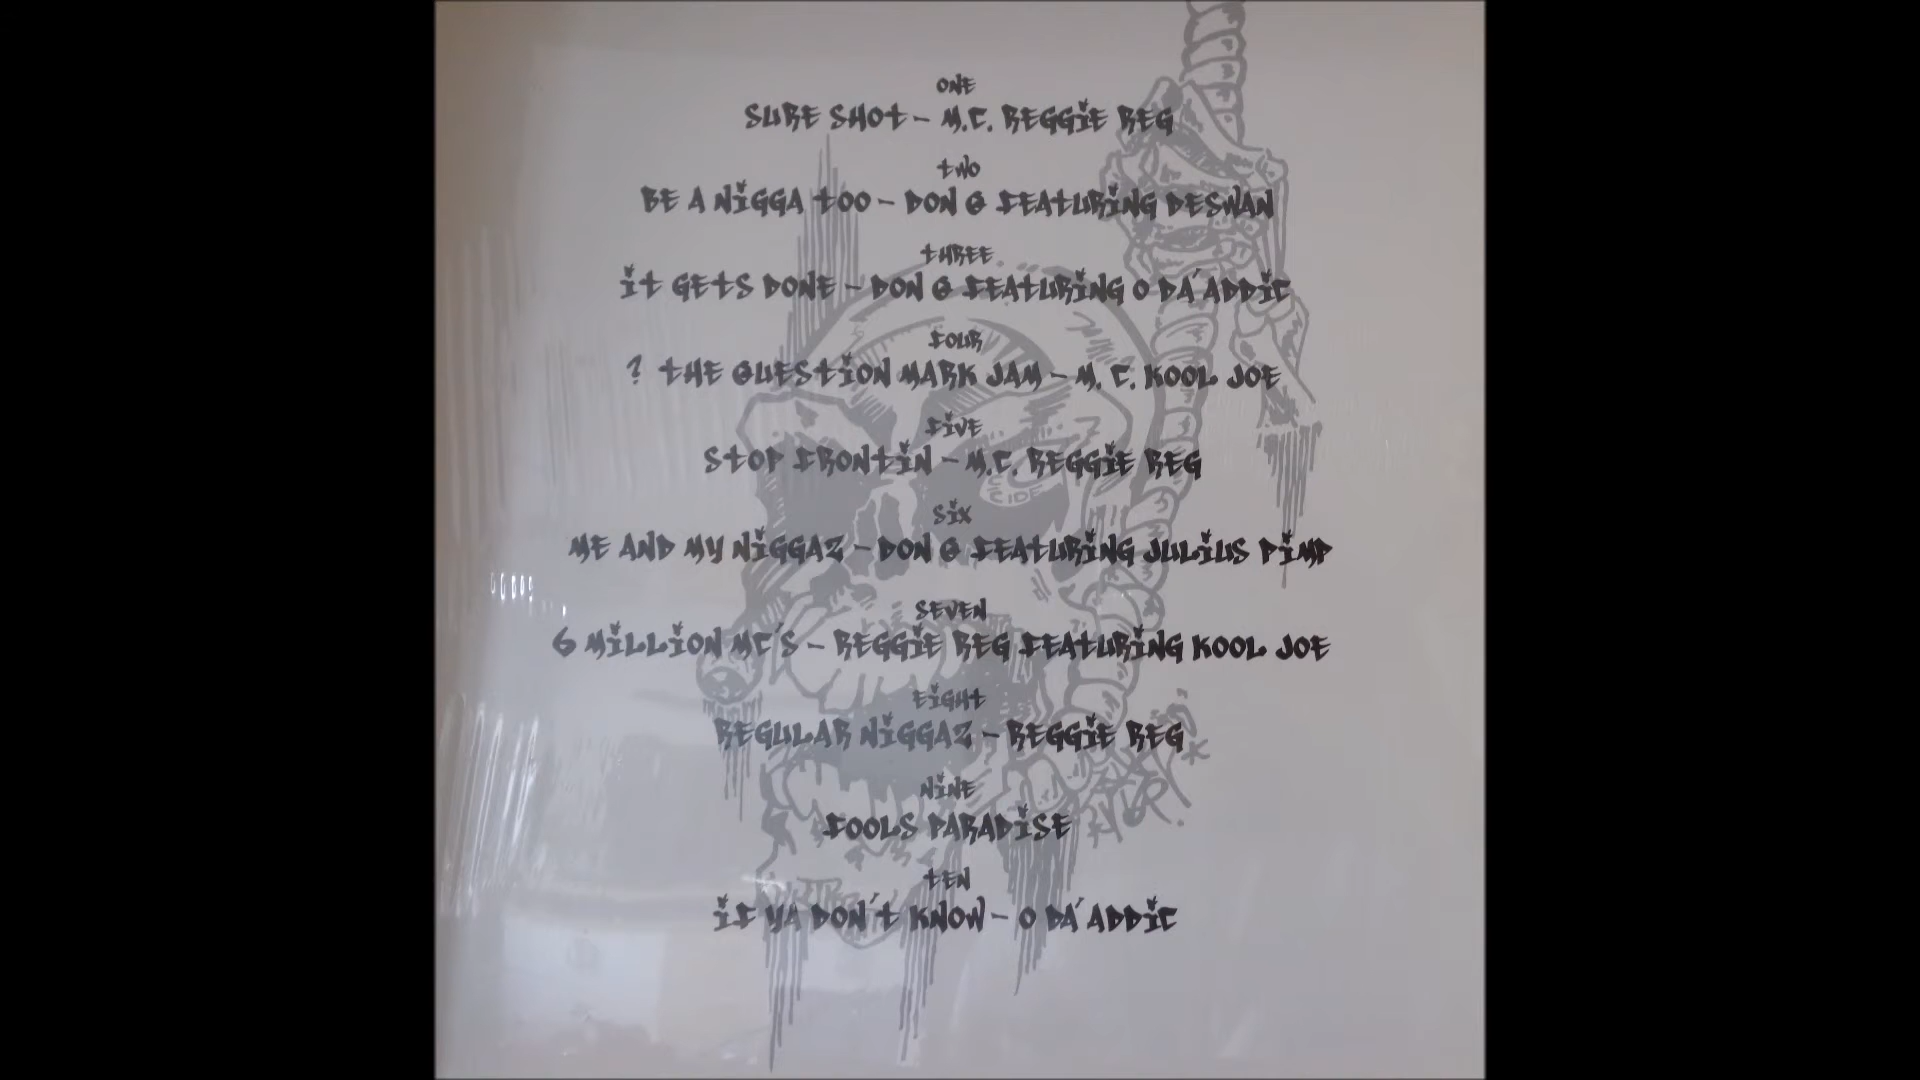 ONE
SURE SHOT - M.C. REGGIE REG
TWO
BE A NIGGA TOO - DON Q FEATURING DESWAN
THREE
IT GETS DONE - DON Q FEATURING O DA'ADDIC
FOUR
? THE QUESTION MARK JAM - M. C. KOOL JOE
FIVE
STOP FRONTIN - M.C. REGGIE REG
CIDE
SIX
ME AND MY NIGGAZ - DON Q FEATURING JULIUS PIMP
SEVEN
6 MILLION MC'S - REGGIE REG FEATURING KOOL JOE
EIGHT
REGULAR NIGGAZ - REGGIE REG
NINE
FOOLS PARADISE
TEN
IF YA DON'T KNOW - O DA'ADDIC